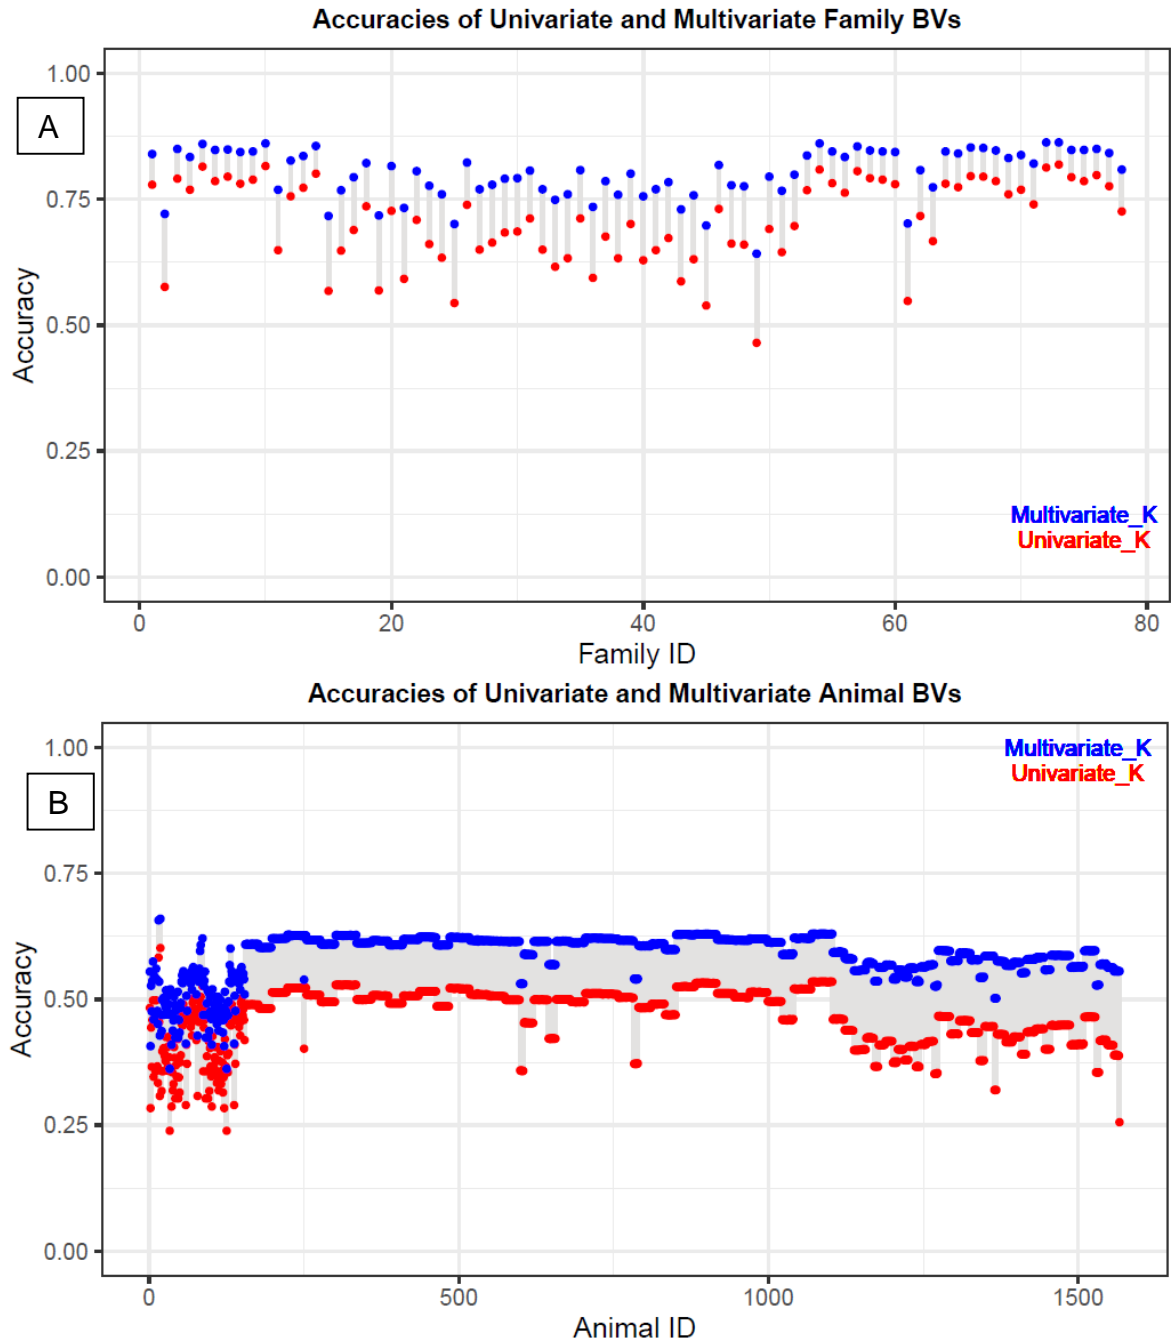 Accuracies of Univariate and Multivariate Family BVs
A
1.00
0.75
0.50
0.25
0.00
Accuracy
Multivariate_K
Univariate_K
0 20 40 60 80
Family ID
Accuracies of Univariate and Multivariate Animal BVs
B
1.00
0.75
0.50
0.25
0.00
Accuracy
Multivariate_K
Univariate_K
0 500 1000 1500
Animal ID